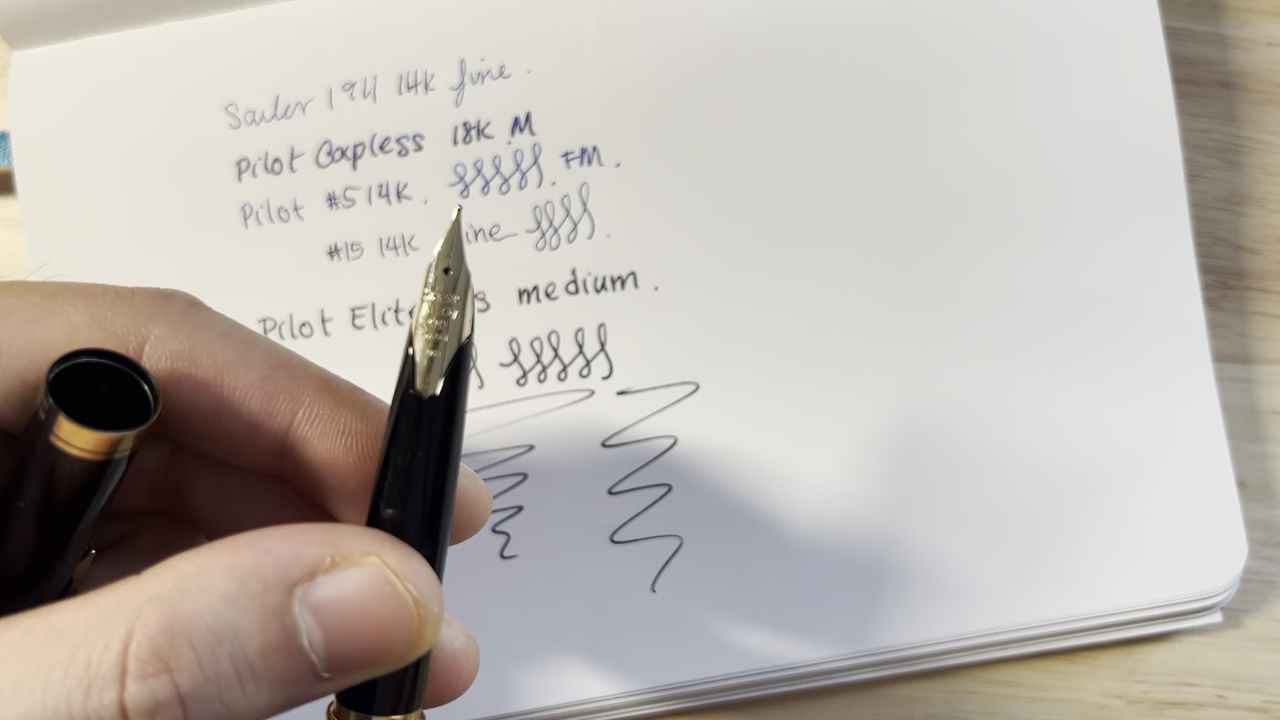 Sailor 1911 14K fine.
Pilot Capless 18K M
Pilot #5 14K. FM.
#15 14K ine
Pilot Elit s medium.